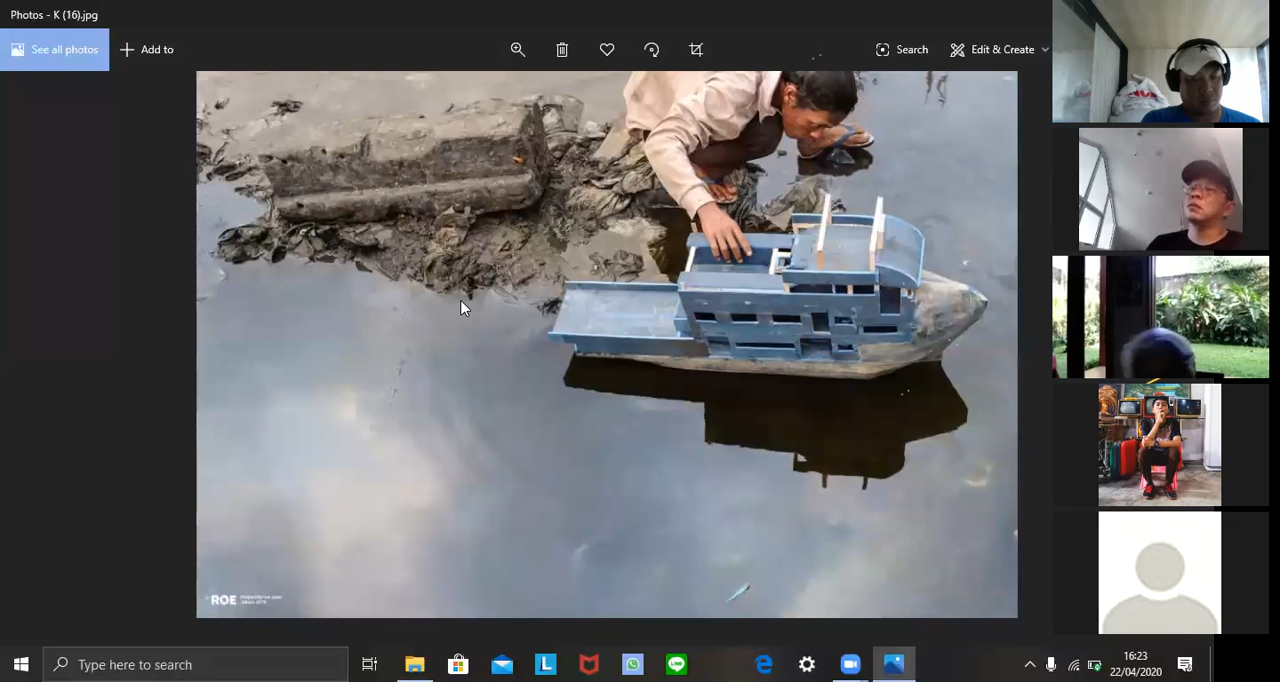 Photos - K (16).jpg
See all photos
Add to
Search
Edit & Create
ROE
Type here to search
16:23
22/04/2020